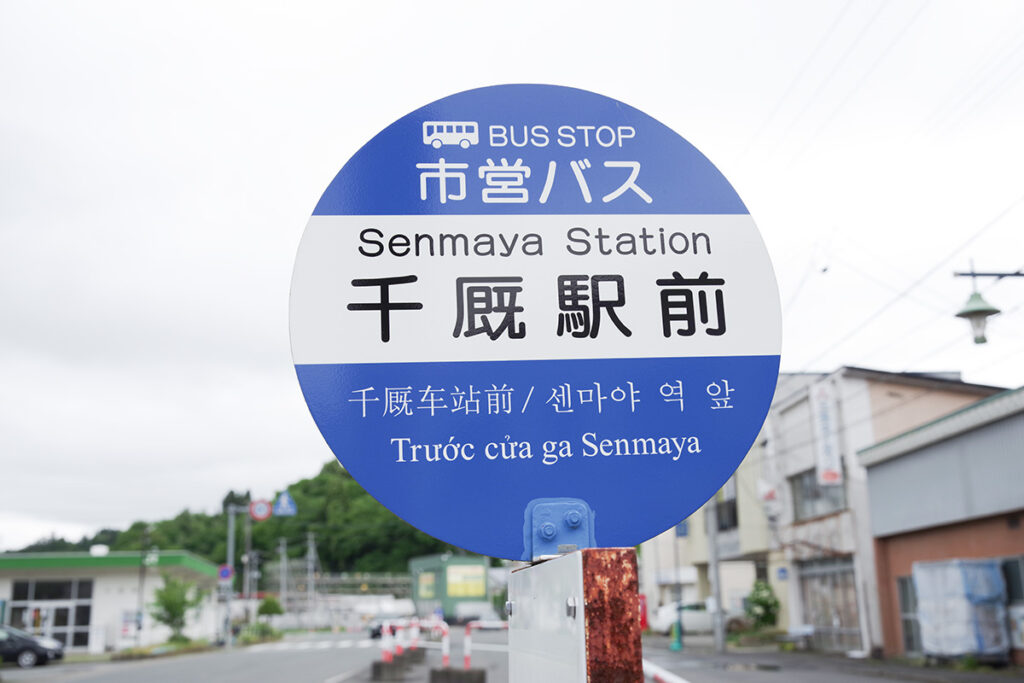 BUS STOP
市営バス
Senmaya Station
千厩駅前
千厩车站前/센마야 역 앞
Trước cửa ga Senmaya